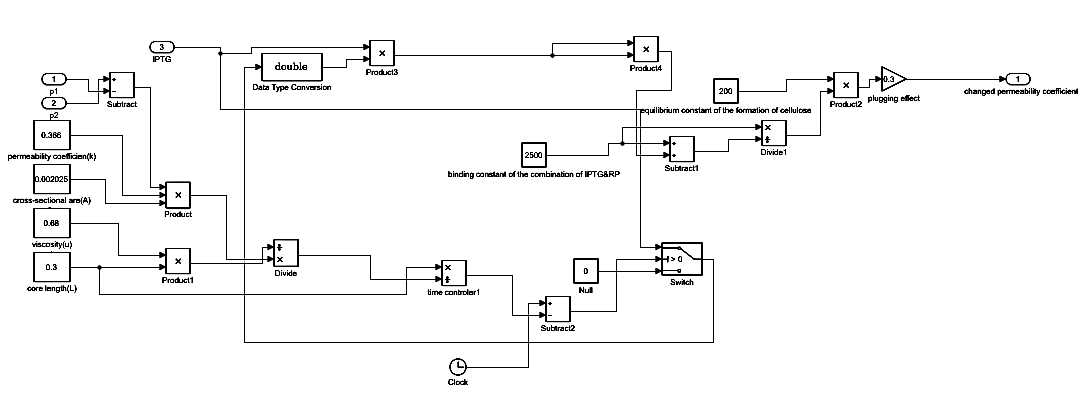 3
IPTG
double
Data Type Conversion
×
Product3
×
Product4
1
p1
2
p2
+
−
Subtract
200
equilibrium constant of the formation of cellulose
×
Product2
0.3
plugging effect
1
changed permeability coefficient
0.366
permeability coefficien(k)
2500
binding constant of the combination of IPTG&RP
+
+
Subtract1
×
÷
Divide1
0.002025
cross-sectional are(A)
×
Product
0.68
viscosity(u)
0.3
core length(L)
×
Product1
÷
×
Divide
×
÷
time controler1
0
Null
> 0
Switch
+
−
Subtract2
Clock